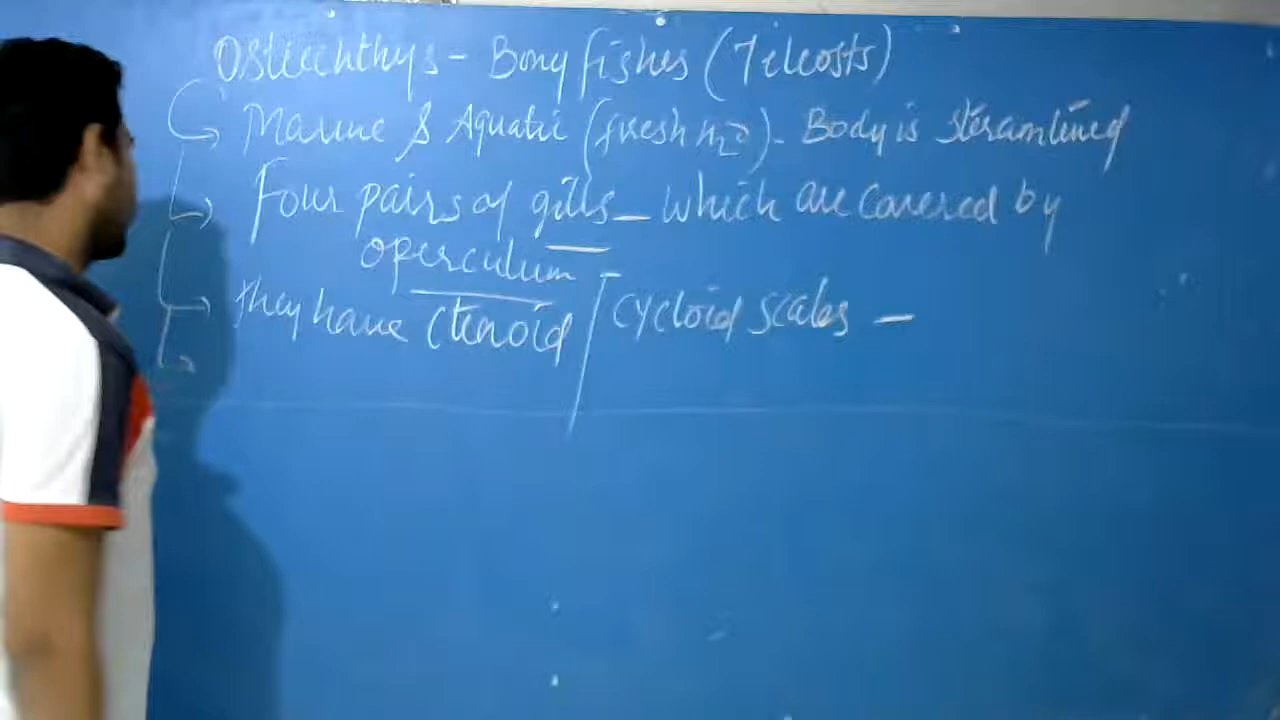 Osteichthys - Bony fishes (Teleosts)
Marine & Aquatic (fresh H2O). Body is steramlined
Four pairs of gills - which are covered by
operculum -
they have Ctenoid / cycloid scales -